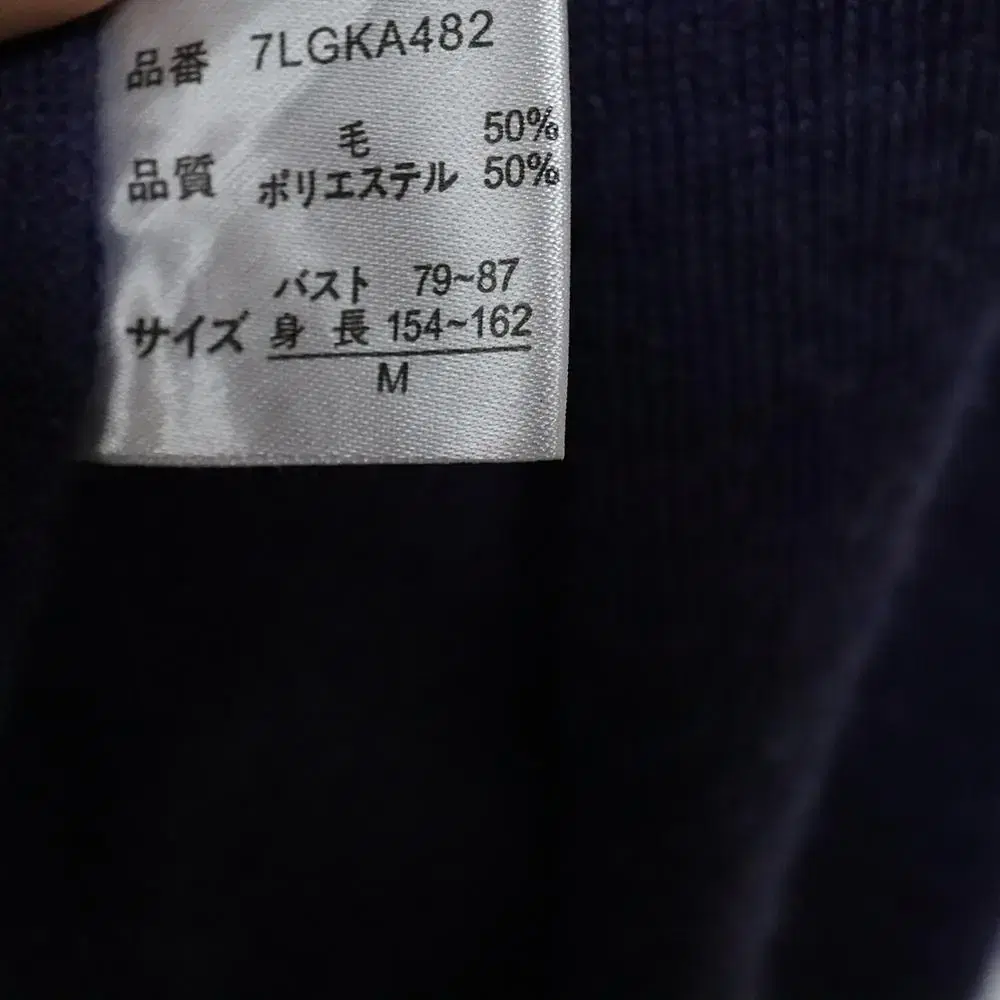 品番 7LGKA482
毛 50%
品質 ポリエステル 50%
バスト 79~87
サイズ 身長 154~162
M